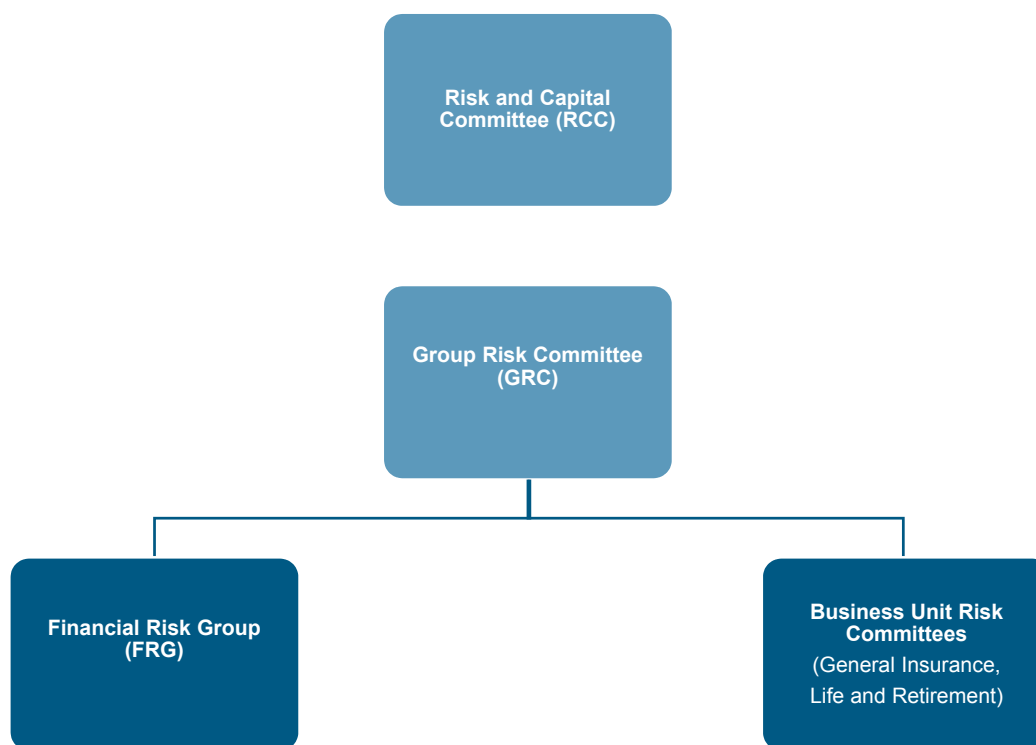 Risk and Capital
Committee (RCC)
Group Risk Committee
(GRC)
Financial Risk Group
(FRG)
Business Unit Risk
Committees
(General Insurance,
Life and Retirement)